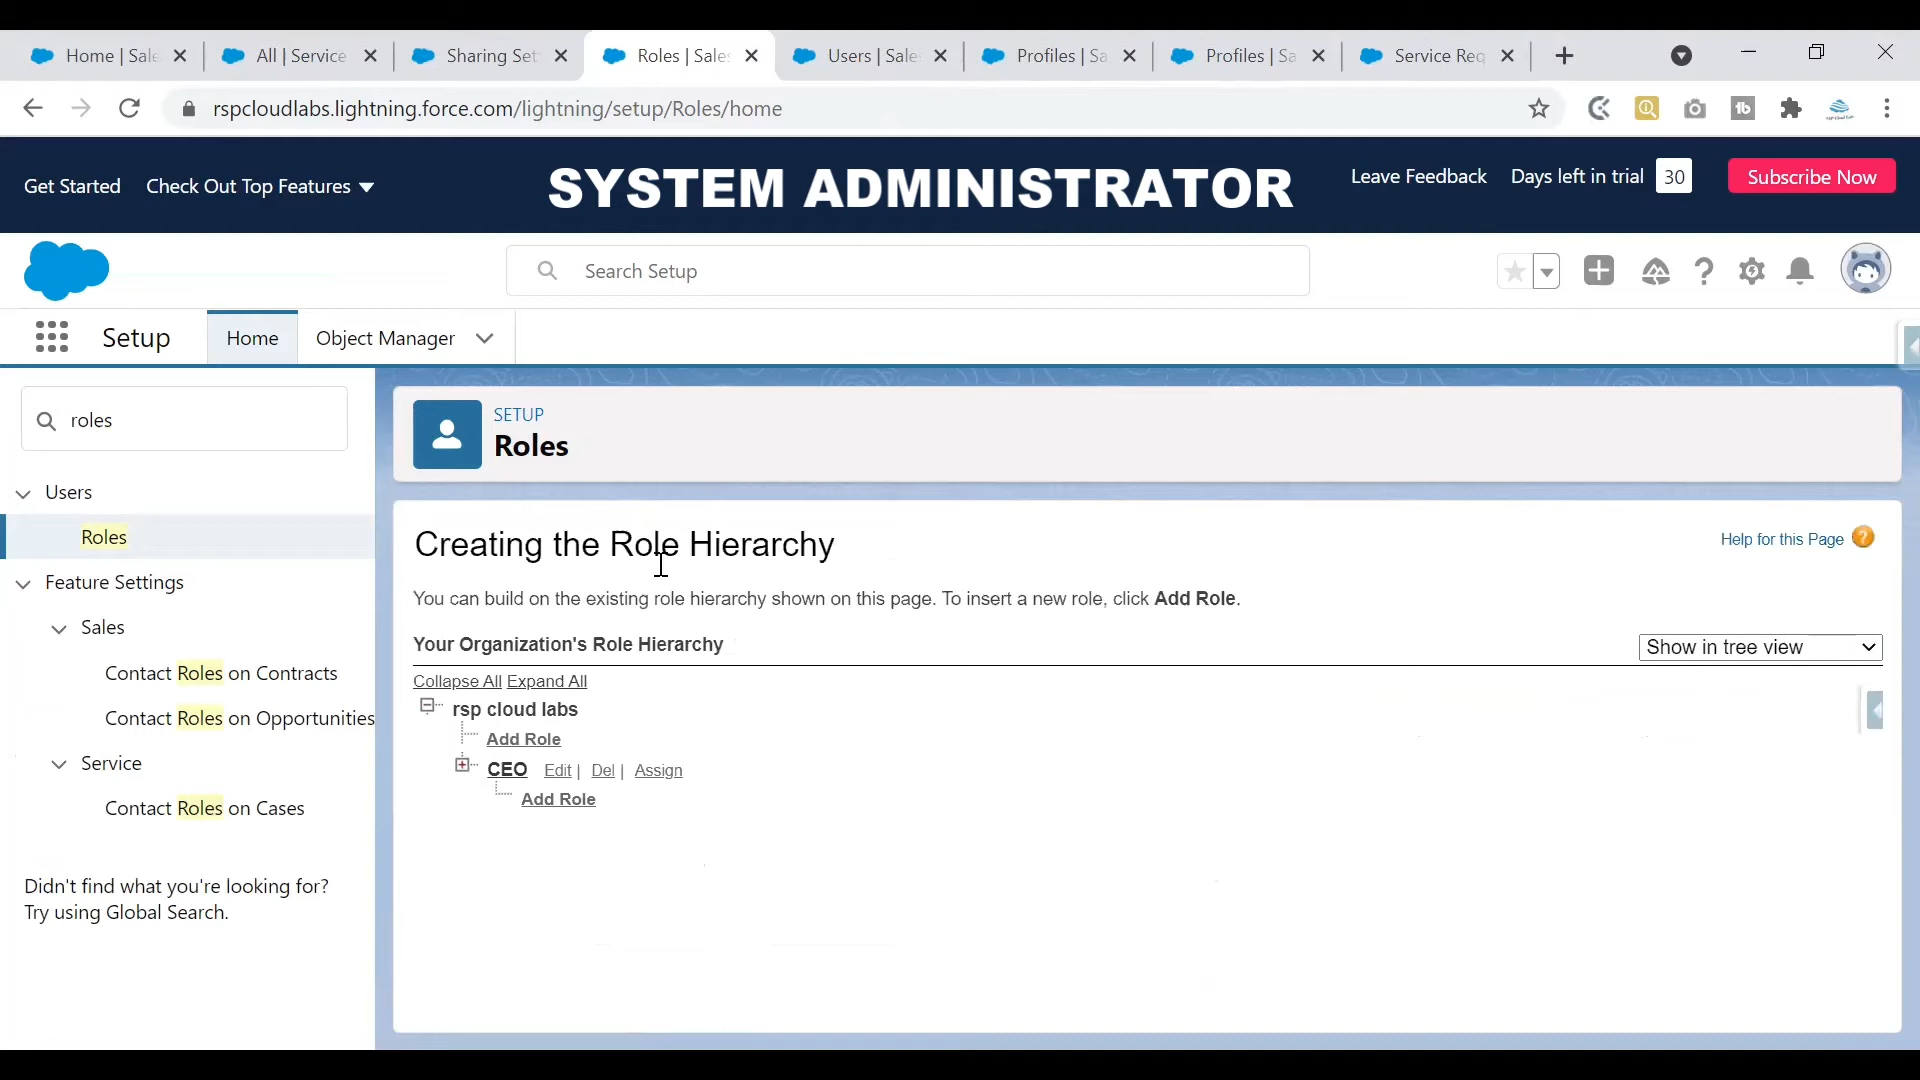 Home | Sale
All | Service
Sharing Set
Roles | Sales
Users | Sale
Profiles | Sa
Profiles | Sa
Service Req
rspcloudlabs.lightning.force.com/lightning/setup/Roles/home
Get Started
Check Out Top Features
SYSTEM ADMINISTRATOR
Leave Feedback
Days left in trial
30
Subscribe Now
Search Setup
Setup
Home
Object Manager
roles
Users
Roles
Feature Settings
Sales
Contact Roles on Contracts
Contact Roles on Opportunities
Service
Contact Roles on Cases
Didn't find what you're looking for?
Try using Global Search.
SETUP
Roles
Creating the Role Hierarchy
Help for this Page
You can build on the existing role hierarchy shown on this page. To insert a new role, click Add Role.
Your Organization's Role Hierarchy
Show in tree view
Collapse All Expand All
rsp cloud labs
Add Role
CEO Edit | Del | Assign
Add Role